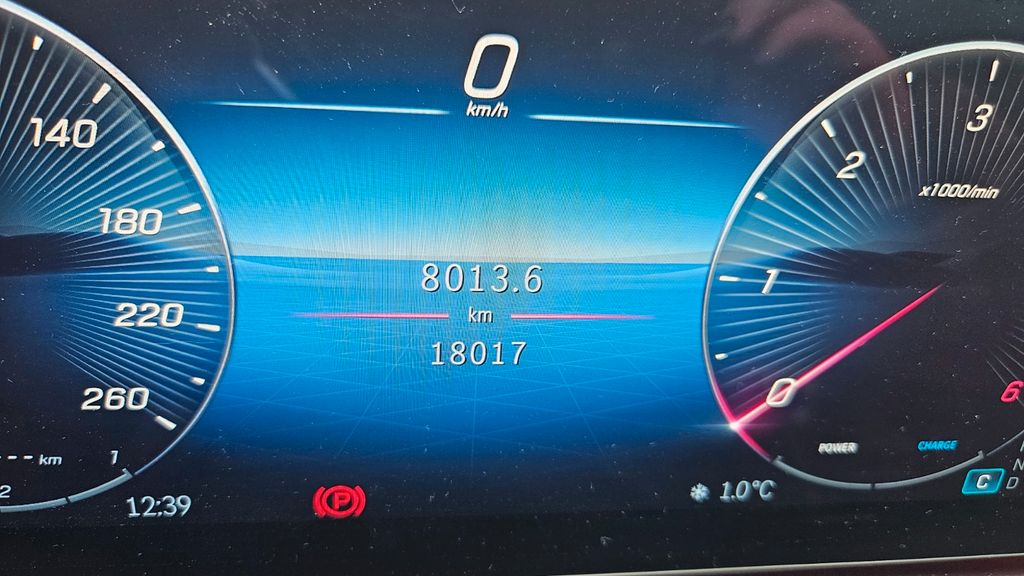 0
km/h
140
180
220
260
--- km
1
2
12:39
8013.6
km
18017
3
2
x1000/min
1
0
6
POWER
CHARGE
C
N
D
P
1.0°C